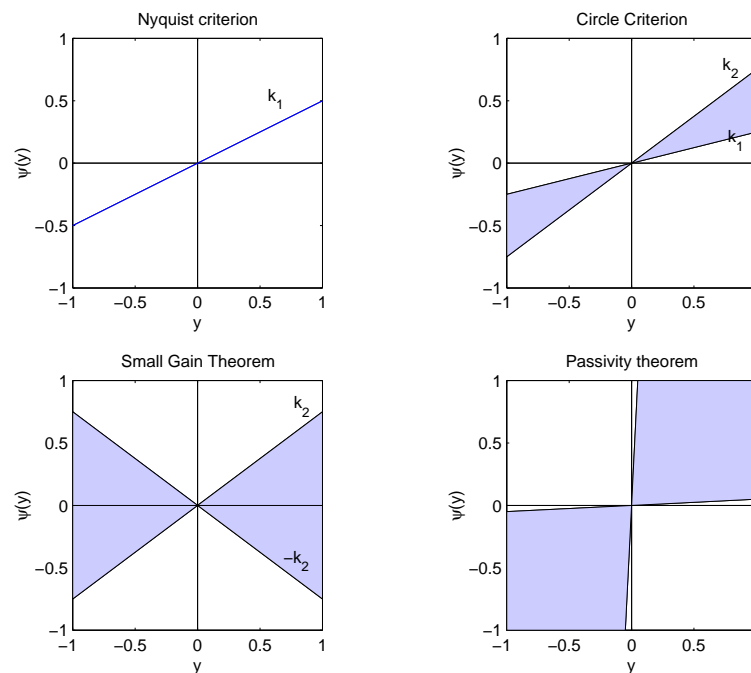 Nyquist criterion
1
0.5
0
−0.5
−1
−1 −0.5 0 0.5 1
y
ψ(y)
k1
Circle Criterion
1
0.5
0
−0.5
−1
−1 −0.5 0 0.5
y
ψ(y)
k2
k1
Small Gain Theorem
1
0.5
0
−0.5
−1
−1 −0.5 0 0.5 1
y
ψ(y)
k2
−k2
Passivity theorem
1
0.5
0
−0.5
−1
−1 −0.5 0 0.5
y
ψ(y)